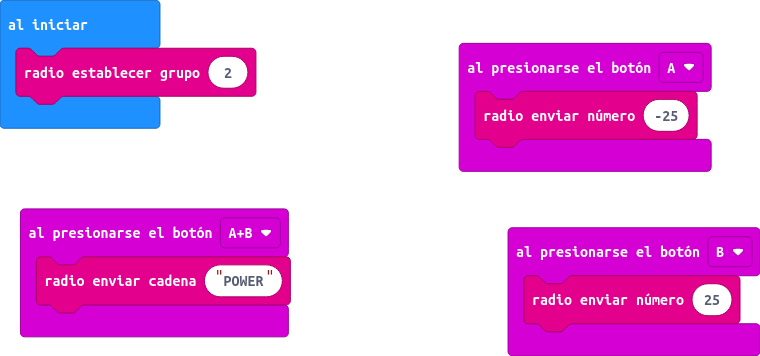 al iniciar
radio establecer grupo 2
al presionarse el botón A
radio enviar número -25
al presionarse el botón A+B
radio enviar cadena "POWER"
al presionarse el botón B
radio enviar número 25